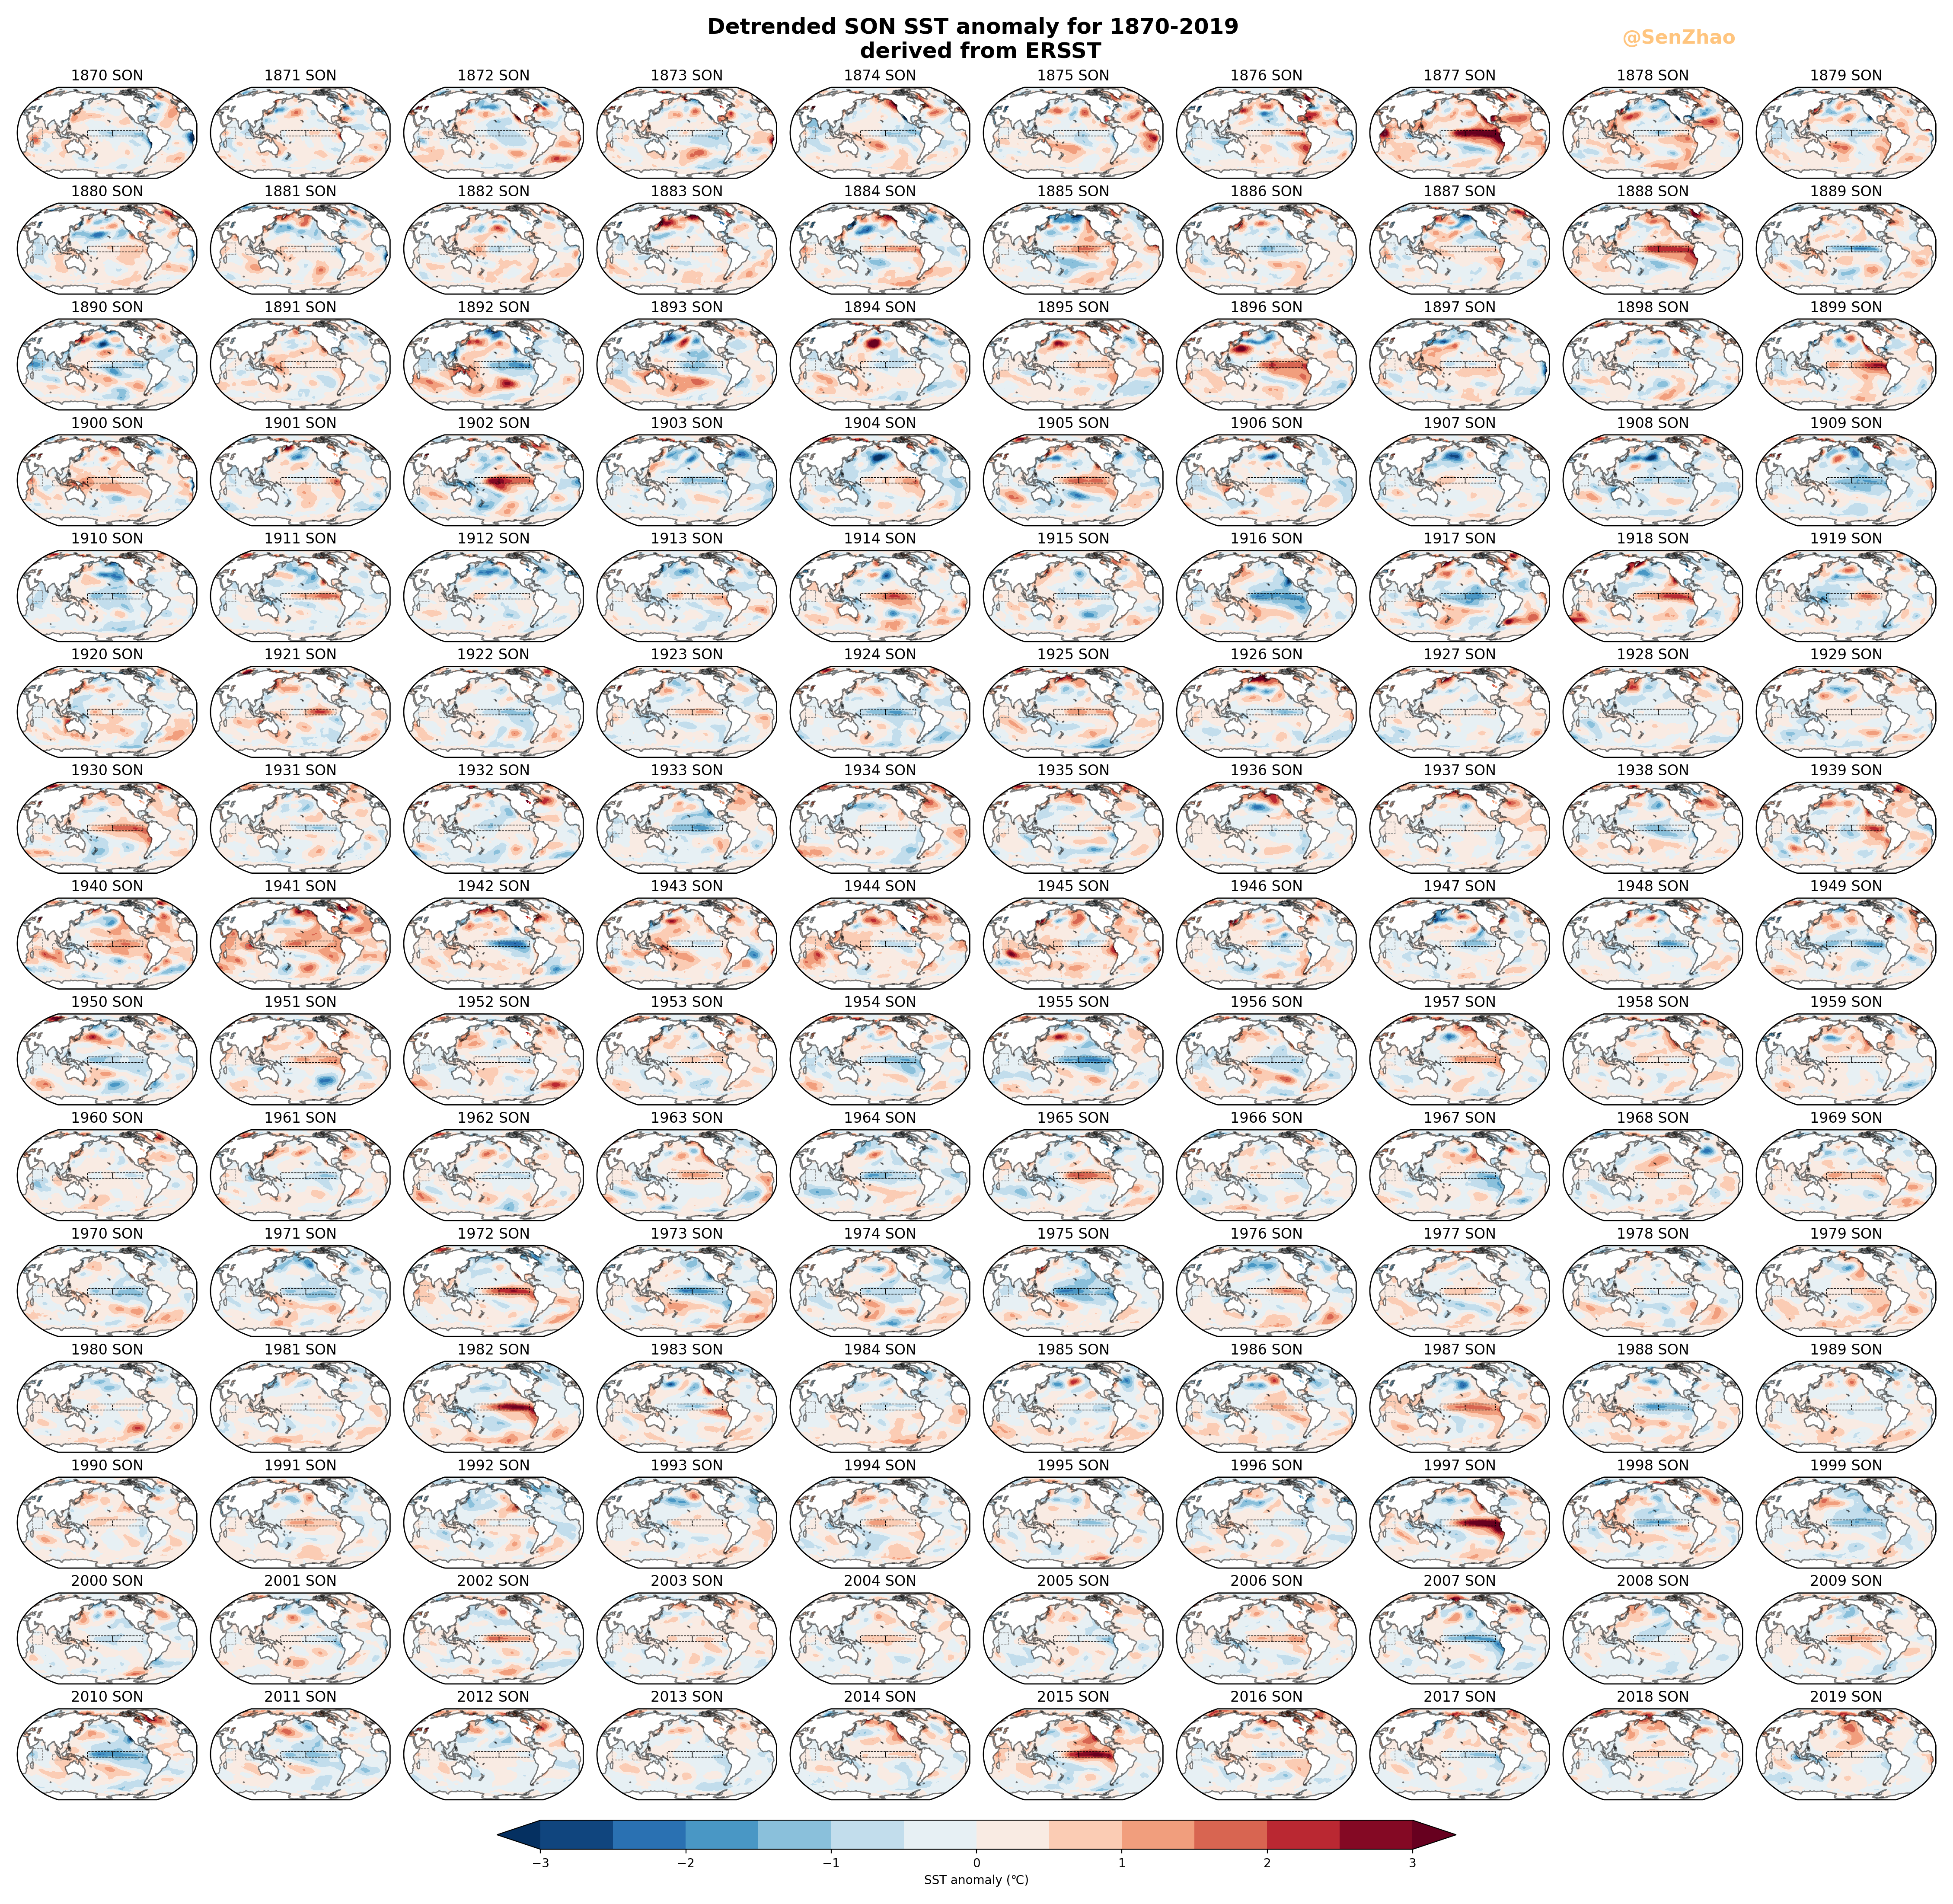 Detrended SON SST anomaly for 1870-2019
derived from ERSST
@SenZhao
1870 SON 1871 SON 1872 SON 1873 SON 1874 SON 1875 SON 1876 SON 1877 SON 1878 SON 1879 SON
1880 SON 1881 SON 1882 SON 1883 SON 1884 SON 1885 SON 1886 SON 1887 SON 1888 SON 1889 SON
1890 SON 1891 SON 1892 SON 1893 SON 1894 SON 1895 SON 1896 SON 1897 SON 1898 SON 1899 SON
1900 SON 1901 SON 1902 SON 1903 SON 1904 SON 1905 SON 1906 SON 1907 SON 1908 SON 1909 SON
1910 SON 1911 SON 1912 SON 1913 SON 1914 SON 1915 SON 1916 SON 1917 SON 1918 SON 1919 SON
1920 SON 1921 SON 1922 SON 1923 SON 1924 SON 1925 SON 1926 SON 1927 SON 1928 SON 1929 SON
1930 SON 1931 SON 1932 SON 1933 SON 1934 SON 1935 SON 1936 SON 1937 SON 1938 SON 1939 SON
1940 SON 1941 SON 1942 SON 1943 SON 1944 SON 1945 SON 1946 SON 1947 SON 1948 SON 1949 SON
1950 SON 1951 SON 1952 SON 1953 SON 1954 SON 1955 SON 1956 SON 1957 SON 1958 SON 1959 SON
1960 SON 1961 SON 1962 SON 1963 SON 1964 SON 1965 SON 1966 SON 1967 SON 1968 SON 1969 SON
1970 SON 1971 SON 1972 SON 1973 SON 1974 SON 1975 SON 1976 SON 1977 SON 1978 SON 1979 SON
1980 SON 1981 SON 1982 SON 1983 SON 1984 SON 1985 SON 1986 SON 1987 SON 1988 SON 1989 SON
1990 SON 1991 SON 1992 SON 1993 SON 1994 SON 1995 SON 1996 SON 1997 SON 1998 SON 1999 SON
2000 SON 2001 SON 2002 SON 2003 SON 2004 SON 2005 SON 2006 SON 2007 SON 2008 SON 2009 SON
2010 SON 2011 SON 2012 SON 2013 SON 2014 SON 2015 SON 2016 SON 2017 SON 2018 SON 2019 SON
−3 −2 −1 0 1 2 3
SST anomaly (℃)